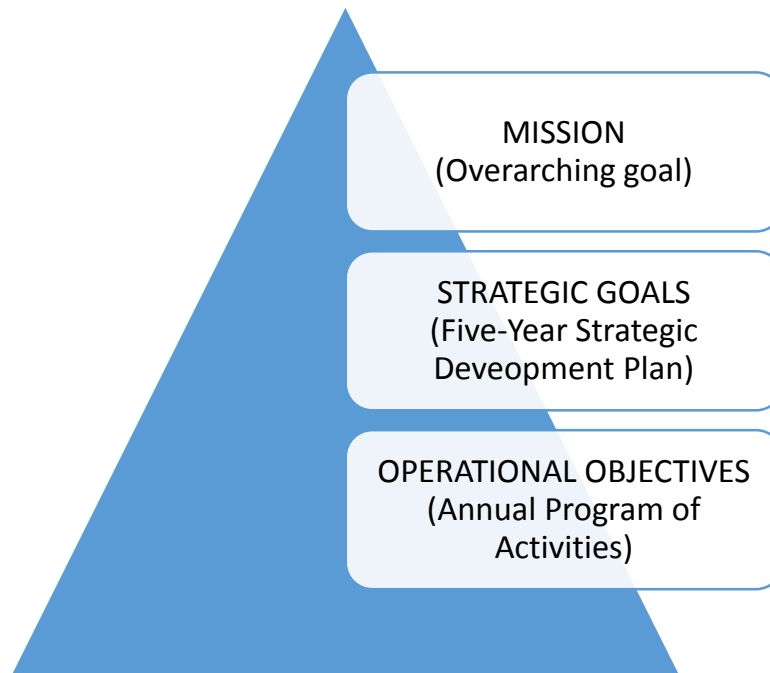 MISSION
(Overarching goal)
STRATEGIC GOALS
(Five-Year Strategic
Deveopment Plan)
OPERATIONAL OBJECTIVES
(Annual Program of
Activities)